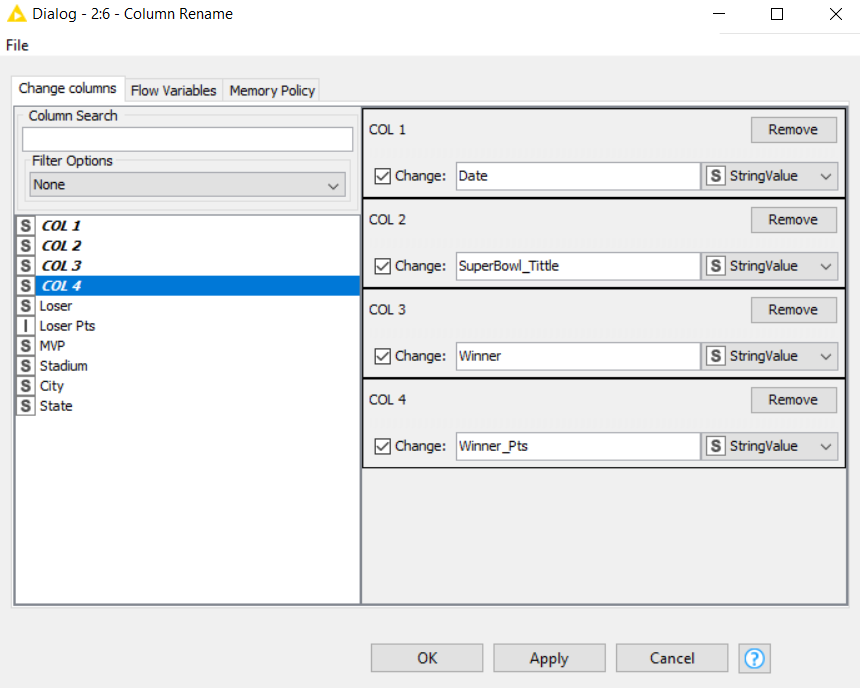 Dialog - 2:6 - Column Rename
File
Change columns Flow Variables Memory Policy
Column Search
Filter Options
None
S COL 1
S COL 2
S COL 3
S COL 4
S Loser
I Loser Pts
S MVP
S Stadium
S City
S State
COL 1 Remove
Change: Date S StringValue
COL 2 Remove
Change: SuperBowl_Tittle S StringValue
COL 3 Remove
Change: Winner S StringValue
COL 4 Remove
Change: Winner_Pts S StringValue
OK Apply Cancel ?